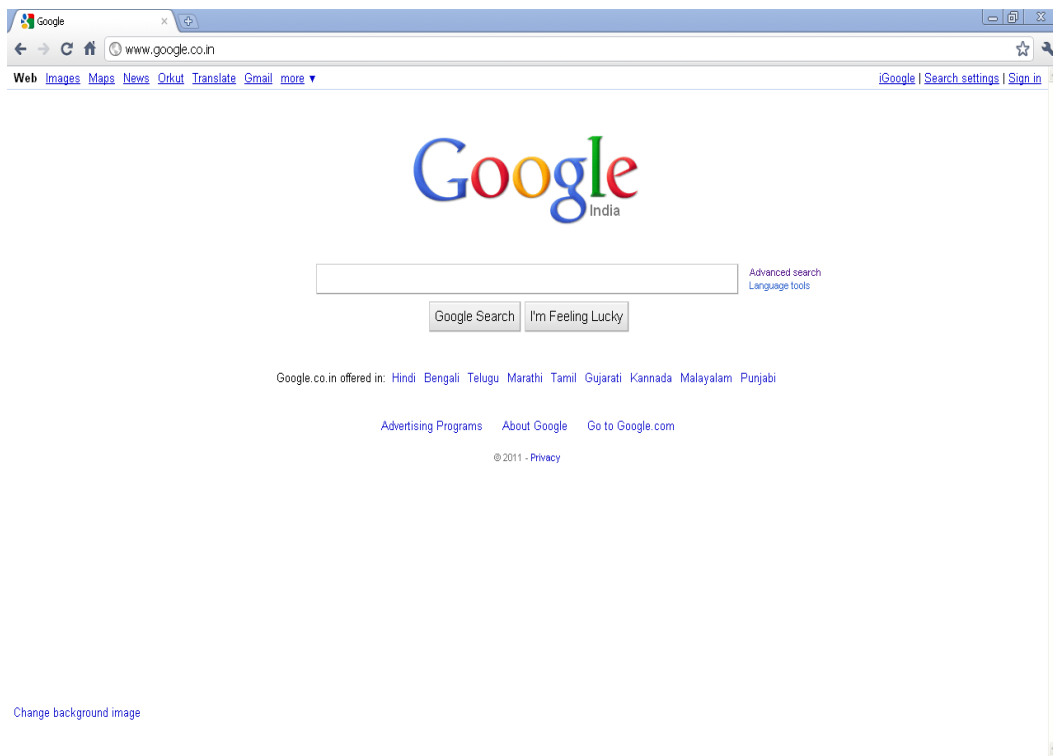 Google
www.google.co.in
Web Images Maps News Orkut Translate Gmail more ▼ iGoogle | Search settings | Sign in
Google
India
Advanced search
Language tools
Google Search I'm Feeling Lucky
Google.co.in offered in: Hindi Bengali Telugu Marathi Tamil Gujarati Kannada Malayalam Punjabi
Advertising Programs About Google Go to Google.com
© 2011 - Privacy
Change background image